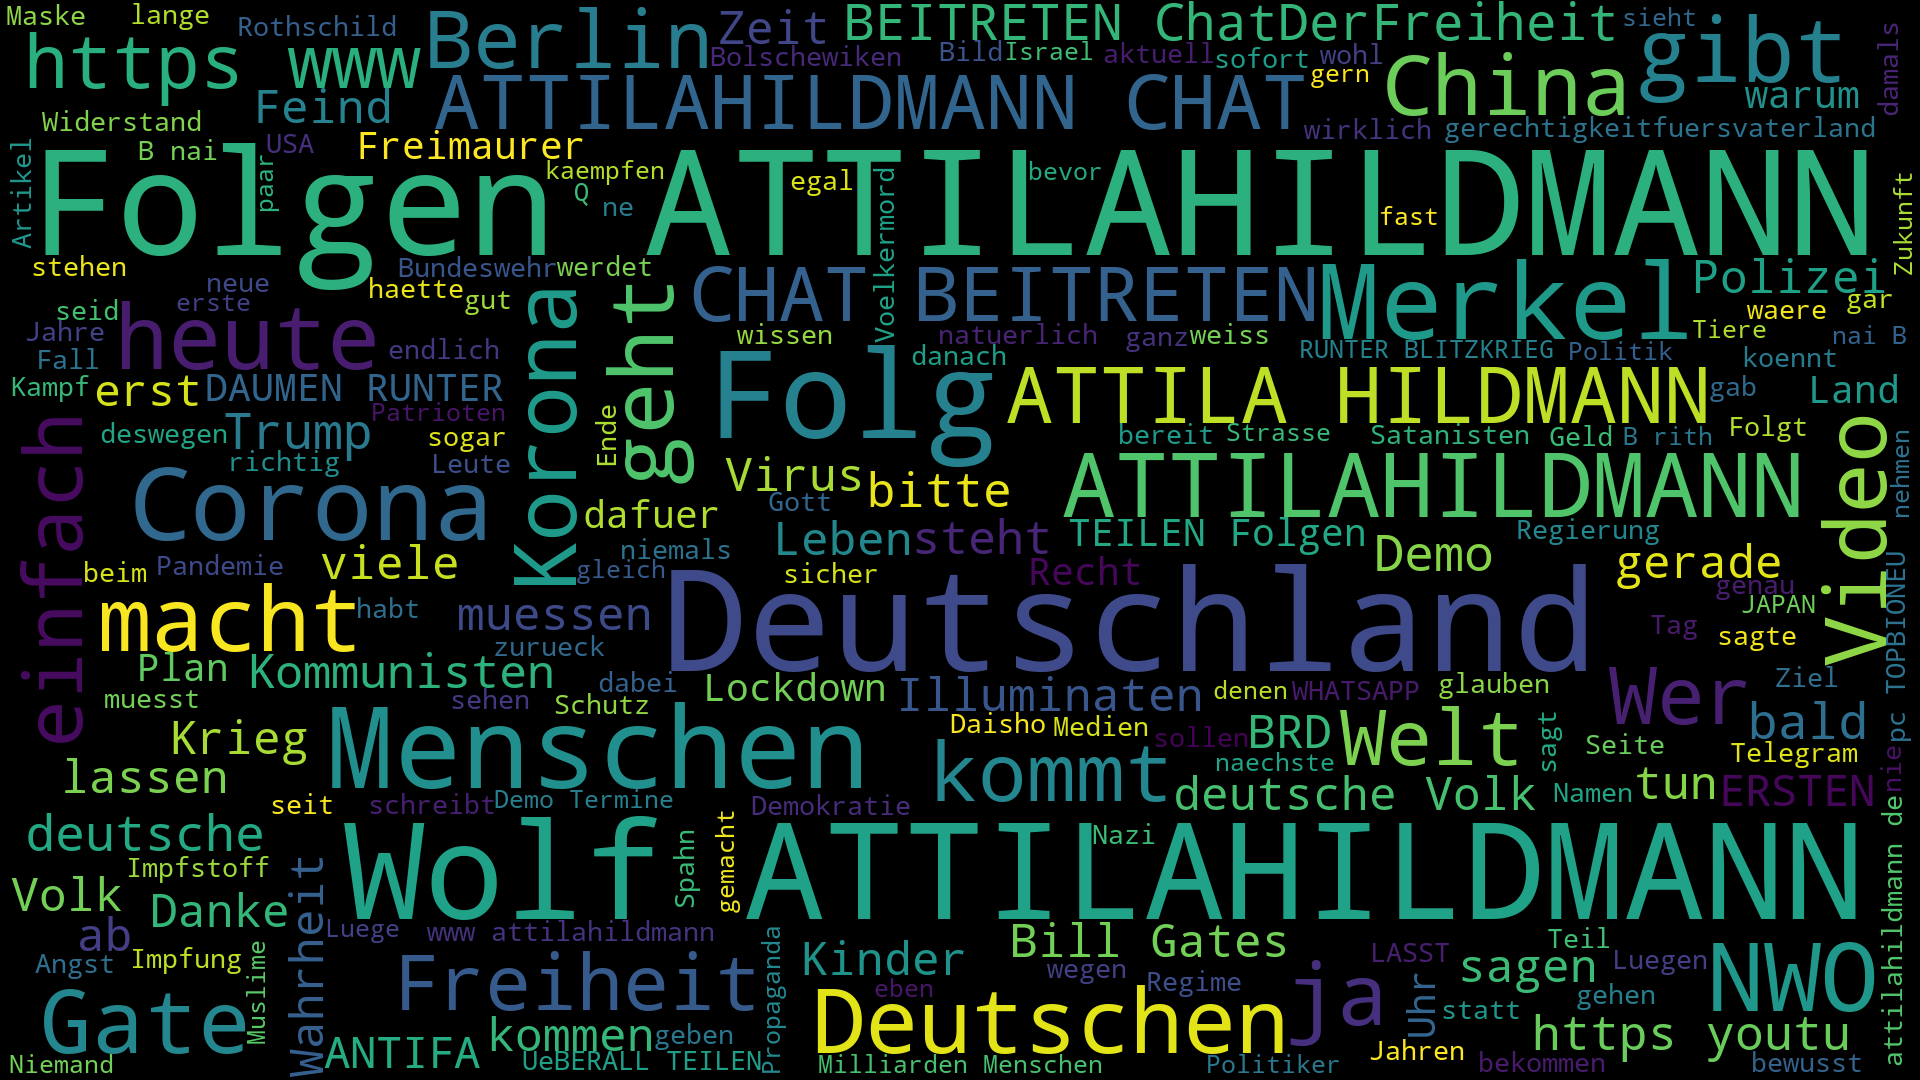 Maske lange Rothschild
https www Berlin Zeit BEITRETEN ChatDerFreiheit sieht gibt
Bolschewiken Bild Israel aktuell sofort wohl
gern China warum damals
Feind ATTILAHILDMANN CHAT
Widerstand B nai USA Freimaurer wirklich gerechtigkeitfuersvaterland
Artikel paar kaempfen Q ne egal Voelkermord bevor fast Zukunft
Folgen ATTILAHILDMANN
stehen neue erste Bundeswehr werdet haette gut
CHAT BEITRETEN Merkel Polizei
seid Jahre Fall heute endlich Korona geht wissen natuerlich ganz weiss Tiere waere gar nai B
danach RUNTER BLITZKRIEG Politik koennt
Kampf erst DAUMEN RUNTER Patrioten Folg ATTILA HILDMANN gab Land
deswegen Trump sogar Ende bereit Strasse Satanisten Geld B rith Folgt
richtig Leute Virus bitte ATTILAHILDMANN Video nehmen
einfach Corona dafuer Gott
Leben steht TEILEN Folgen Regierung
niemals Demo gerade
beim Pandemie viele gleich sicher Recht genau
macht habt muessen Deutschland JAPAN TOPBIONEU
zurueck Tag sagte
Plan Kommunisten dabei Lockdown Illuminaten denen WHATSAPP glauben Wer Ziel
muesst sehen Schutz
Krieg Menschen Daisho Medien sollen BRD Welt sagt Seite bald pc
lassen kommt naechste Telegram nie
seit schreibt Demo Termine Demokratie deutsche Volk Namen tun ERSTEN
deutsche Wolf Spahn gemacht ATTILAHILDMANN Nazi attilahildmann de
Impfstoff
Volk Danke Wahrheit
ab Luege www attilahildmann Bill Gates Teil
Angst Impfung Muslime Propaganda Kinder wegen Regime LASST sagen Luegen NWO
Gate Freiheit eben Deutschen ja Uhr statt gehen
ANTIFA kommen geben https youtu
Niemand UeBERALL TEILEN Milliarden Menschen Politiker Jahren bekommen bewusst